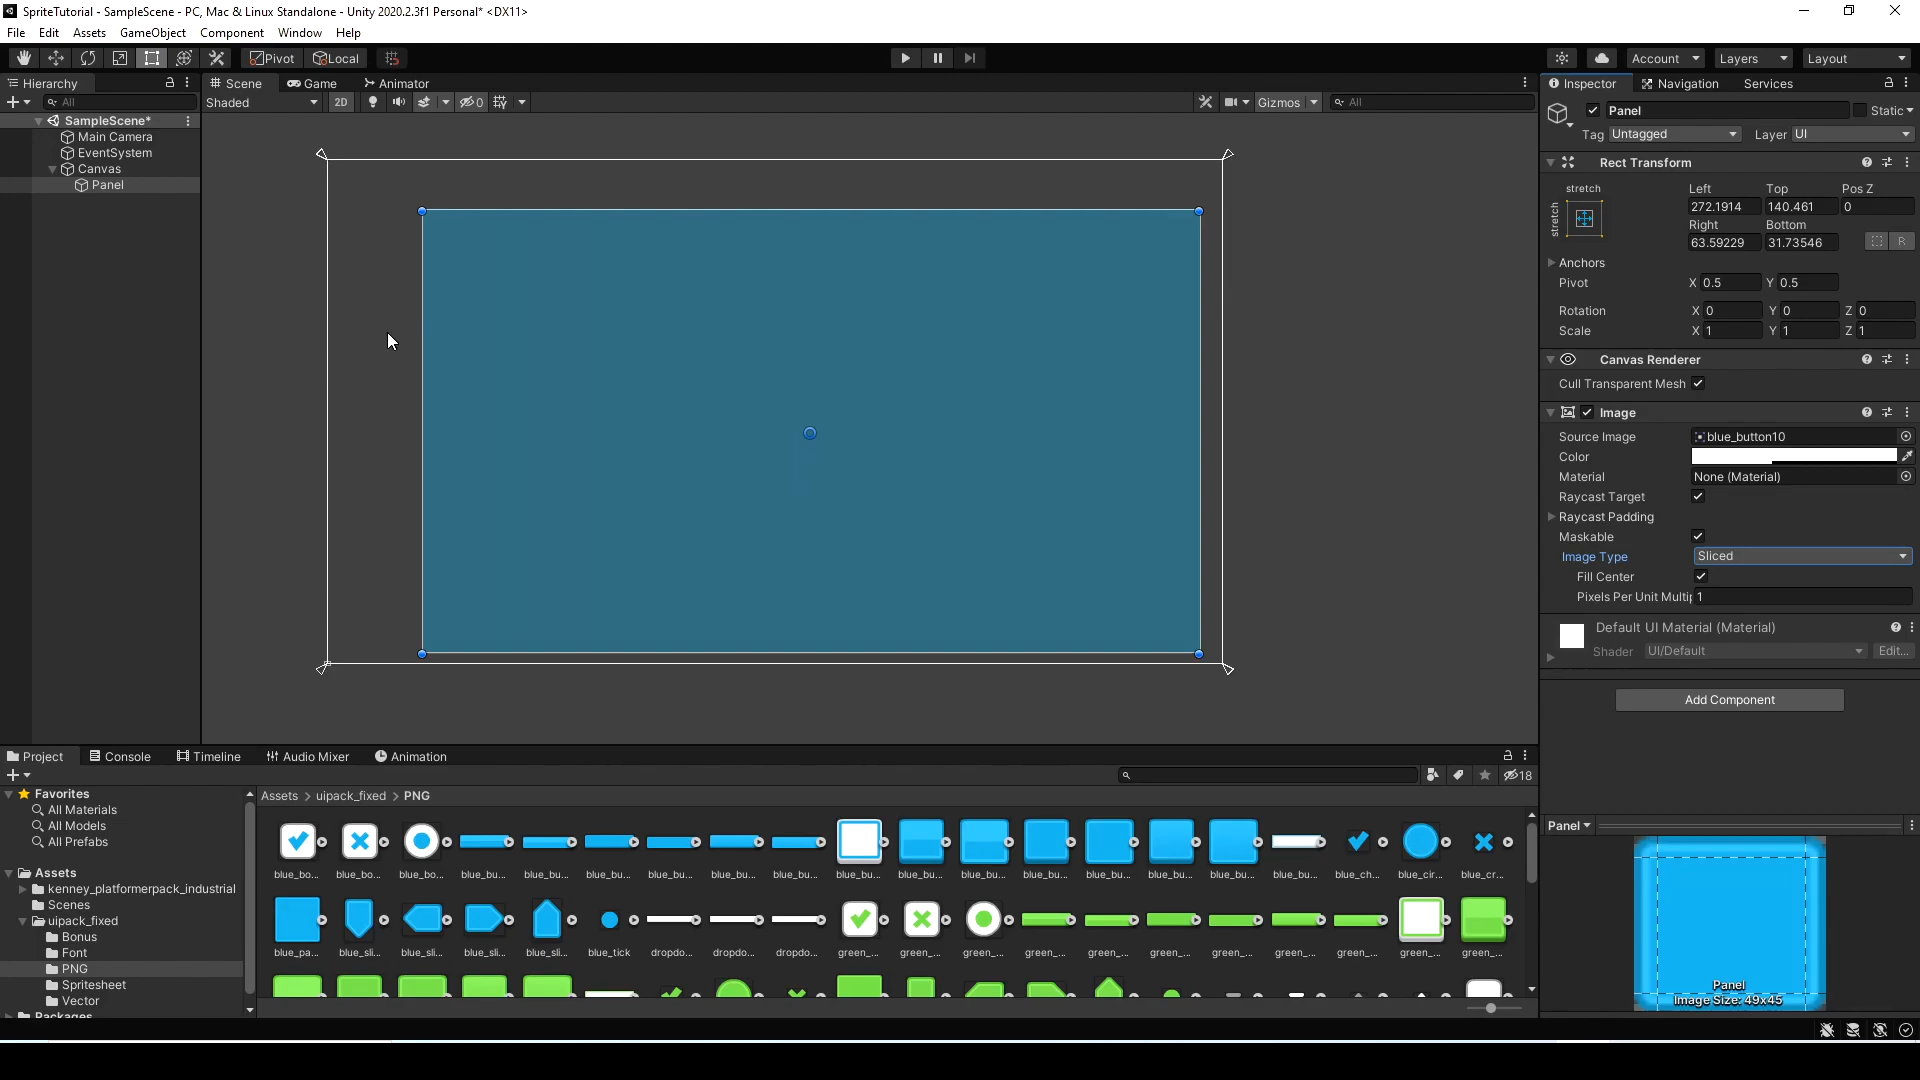 SpriteTutorial - SampleScene - PC, Mac & Linux Standalone - Unity 2020.2.3f1 Personal* <DX11>
File Edit Assets GameObject Component Window Help
Pivot Local Account Layers Layout
Hierarchy
All
SampleScene*
Main Camera
EventSystem
Canvas
Panel
Scene Game Animator
Shaded 2D 0 Gizmos All
Inspector Navigation Services
Panel Static
Tag Untagged Layer UI
Rect Transform
stretch
stretch
Left Top Pos Z
272.1914 140.461 0
Right Bottom
63.59229 31.73546 R
Anchors
Pivot X 0.5 Y 0.5
Rotation X 0 Y 0 Z 0
Scale X 1 Y 1 Z 1
Canvas Renderer
Cull Transparent Mesh
Image
Source Image blue_button10
Color
Material None (Material)
Raycast Target
Raycast Padding
Maskable
Image Type Sliced
Fill Center
Pixels Per Unit Multip 1
Default UI Material (Material)
Shader UI/Default Edit...
Add Component
Panel
Panel
Image Size: 49x45
Project Console Timeline Audio Mixer Animation
18
Favorites
All Materials
All Models
All Prefabs
Assets
kenney_platformerpack_industrial
Scenes
uipack_fixed
Bonus
Font
PNG
Spritesheet
Vector
Packages
Assets > uipack_fixed > PNG
blue_bo... blue_bo... blue_bo... blue_bu... blue_bu... blue_bu... blue_bu... blue_bu... blue_bu... blue_bu... blue_bu... blue_bu... blue_bu... blue_bu... blue_bu... blue_bu... blue_bu... blue_ch... blue_cir... blue_cr...
blue_pa... blue_sli... blue_sli... blue_sli... blue_sli... blue_tick dropdo... dropdo... dropdo... green_... green_... green_... green_... green_... green_... green_... green_... green_... green_... green_...